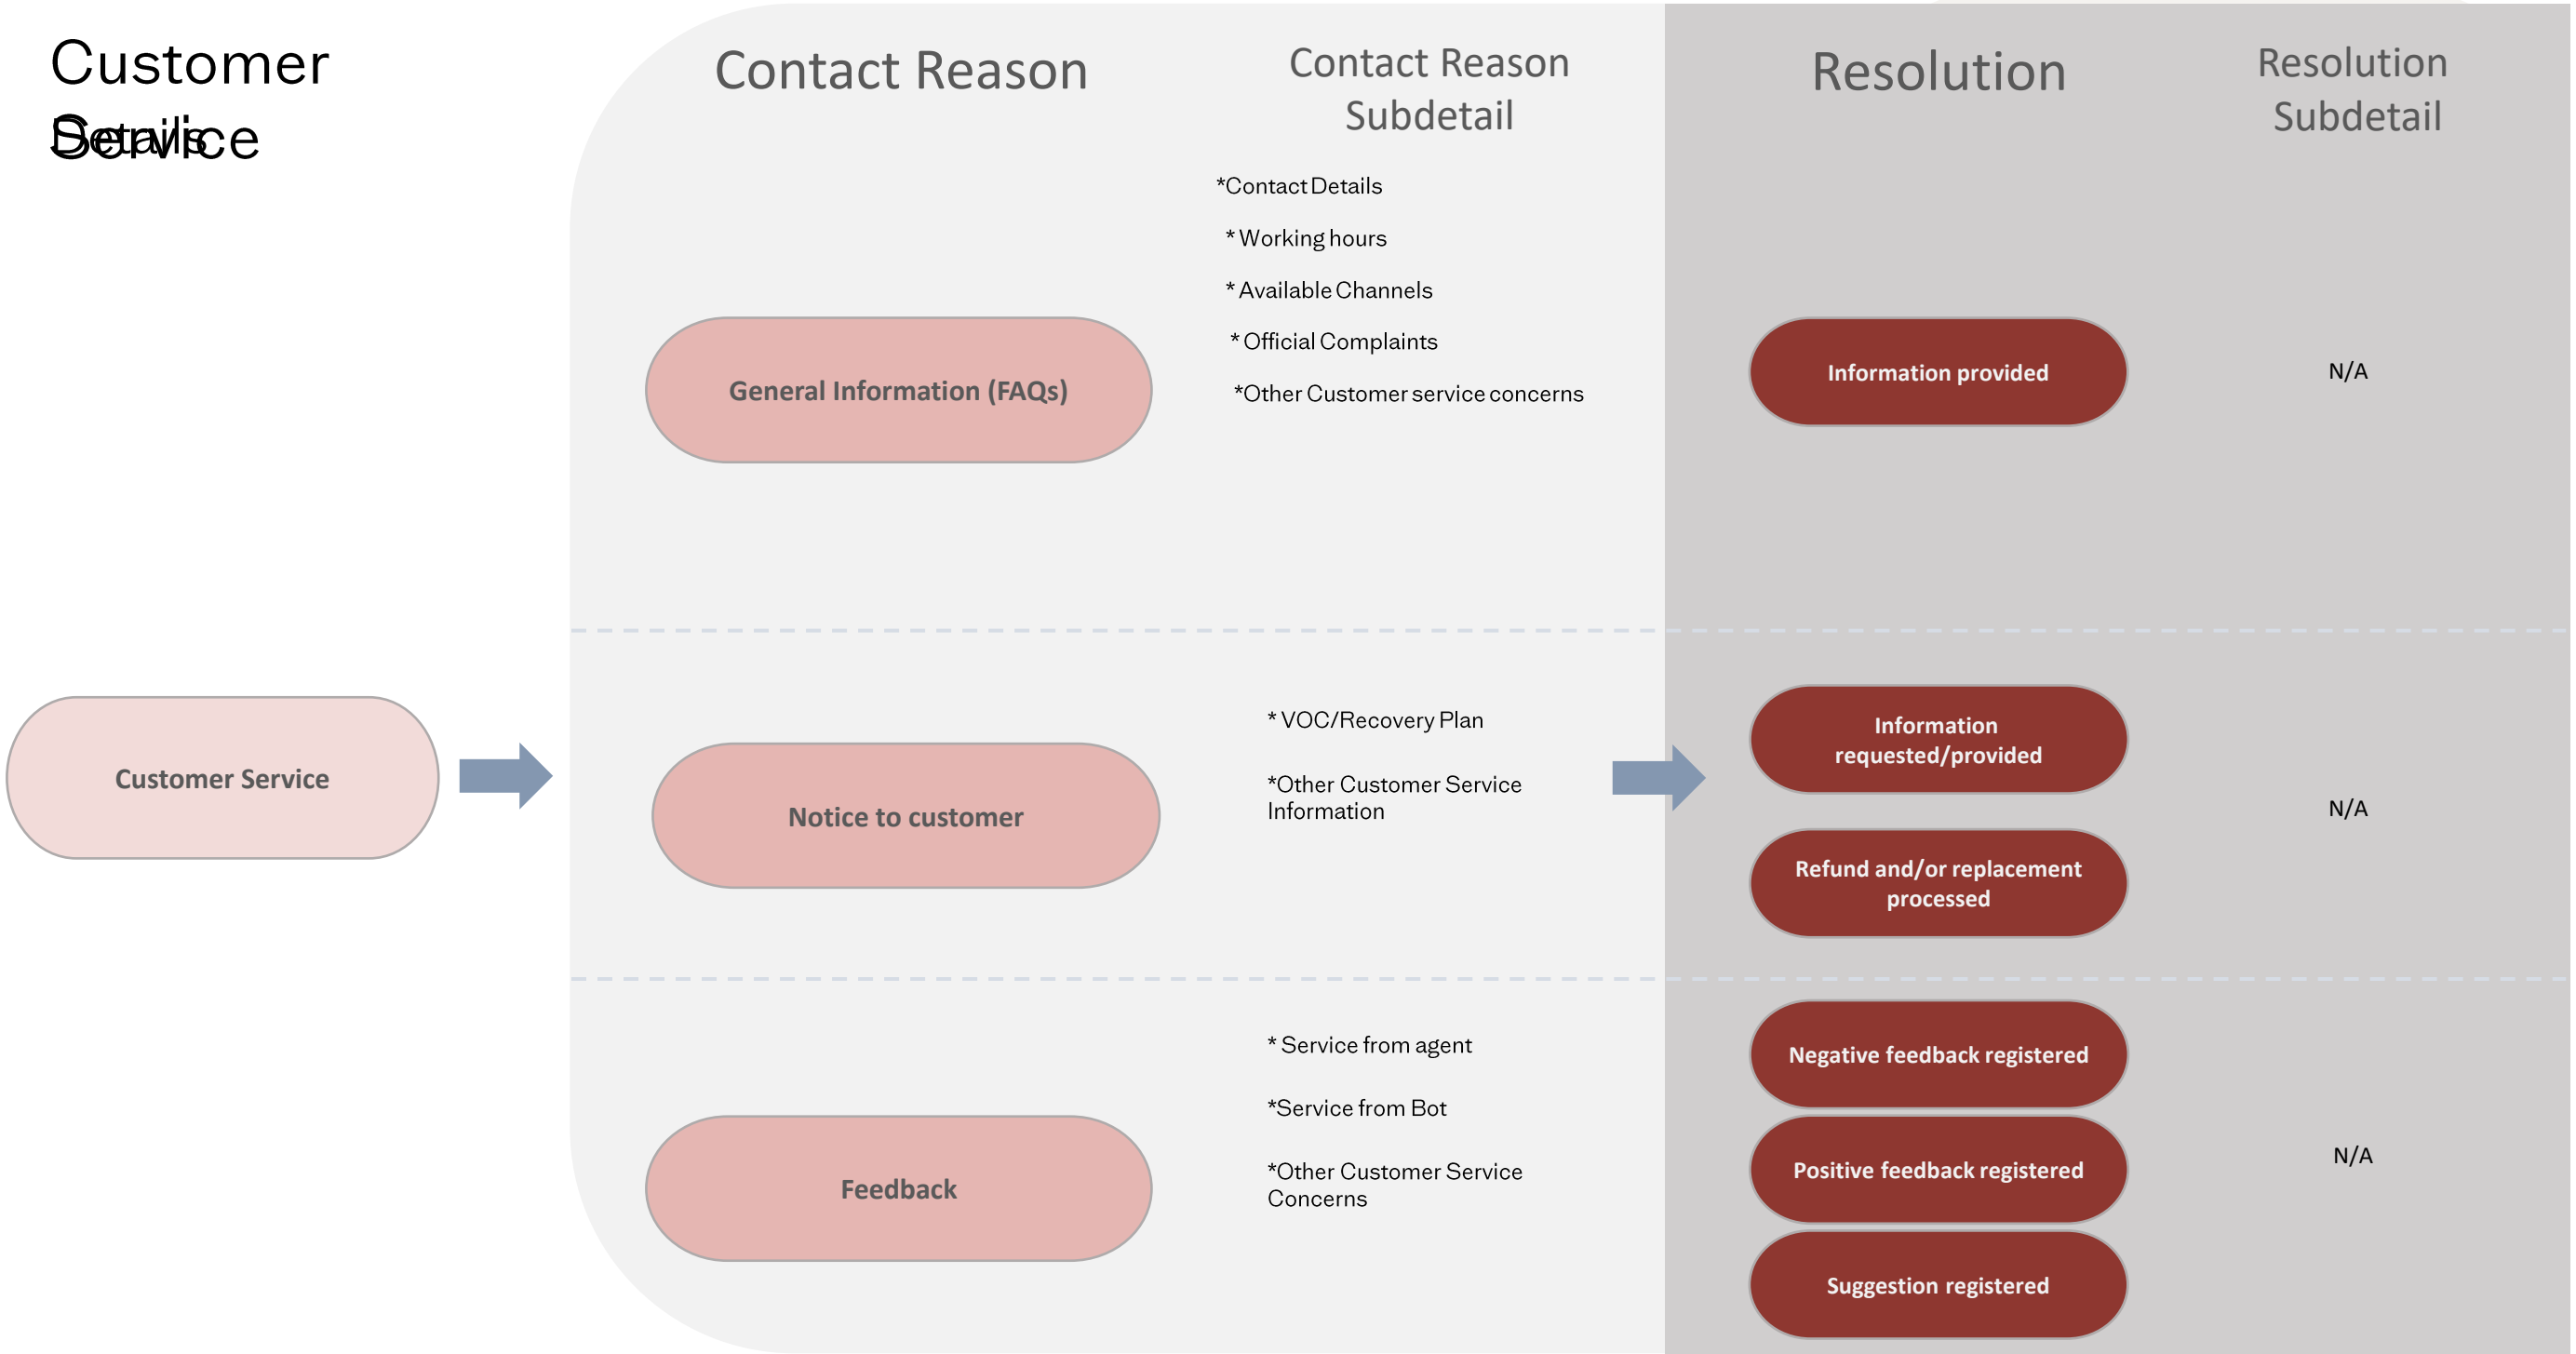 Customer
Service
Details
Contact Reason
Contact Reason
Subdetail
Resolution
Resolution
Subdetail
*Contact Details
* Working hours
* Available Channels
* Official Complaints
*Other Customer service concerns
General Information (FAQs)
Information provided
N/A
Customer Service
Notice to customer
* VOC/Recovery Plan
*Other Customer Service
Information
Information
requested/provided
Refund and/or replacement
processed
N/A
Feedback
* Service from agent
*Service from Bot
*Other Customer Service
Concerns
Negative feedback registered
Positive feedback registered
Suggestion registered
N/A